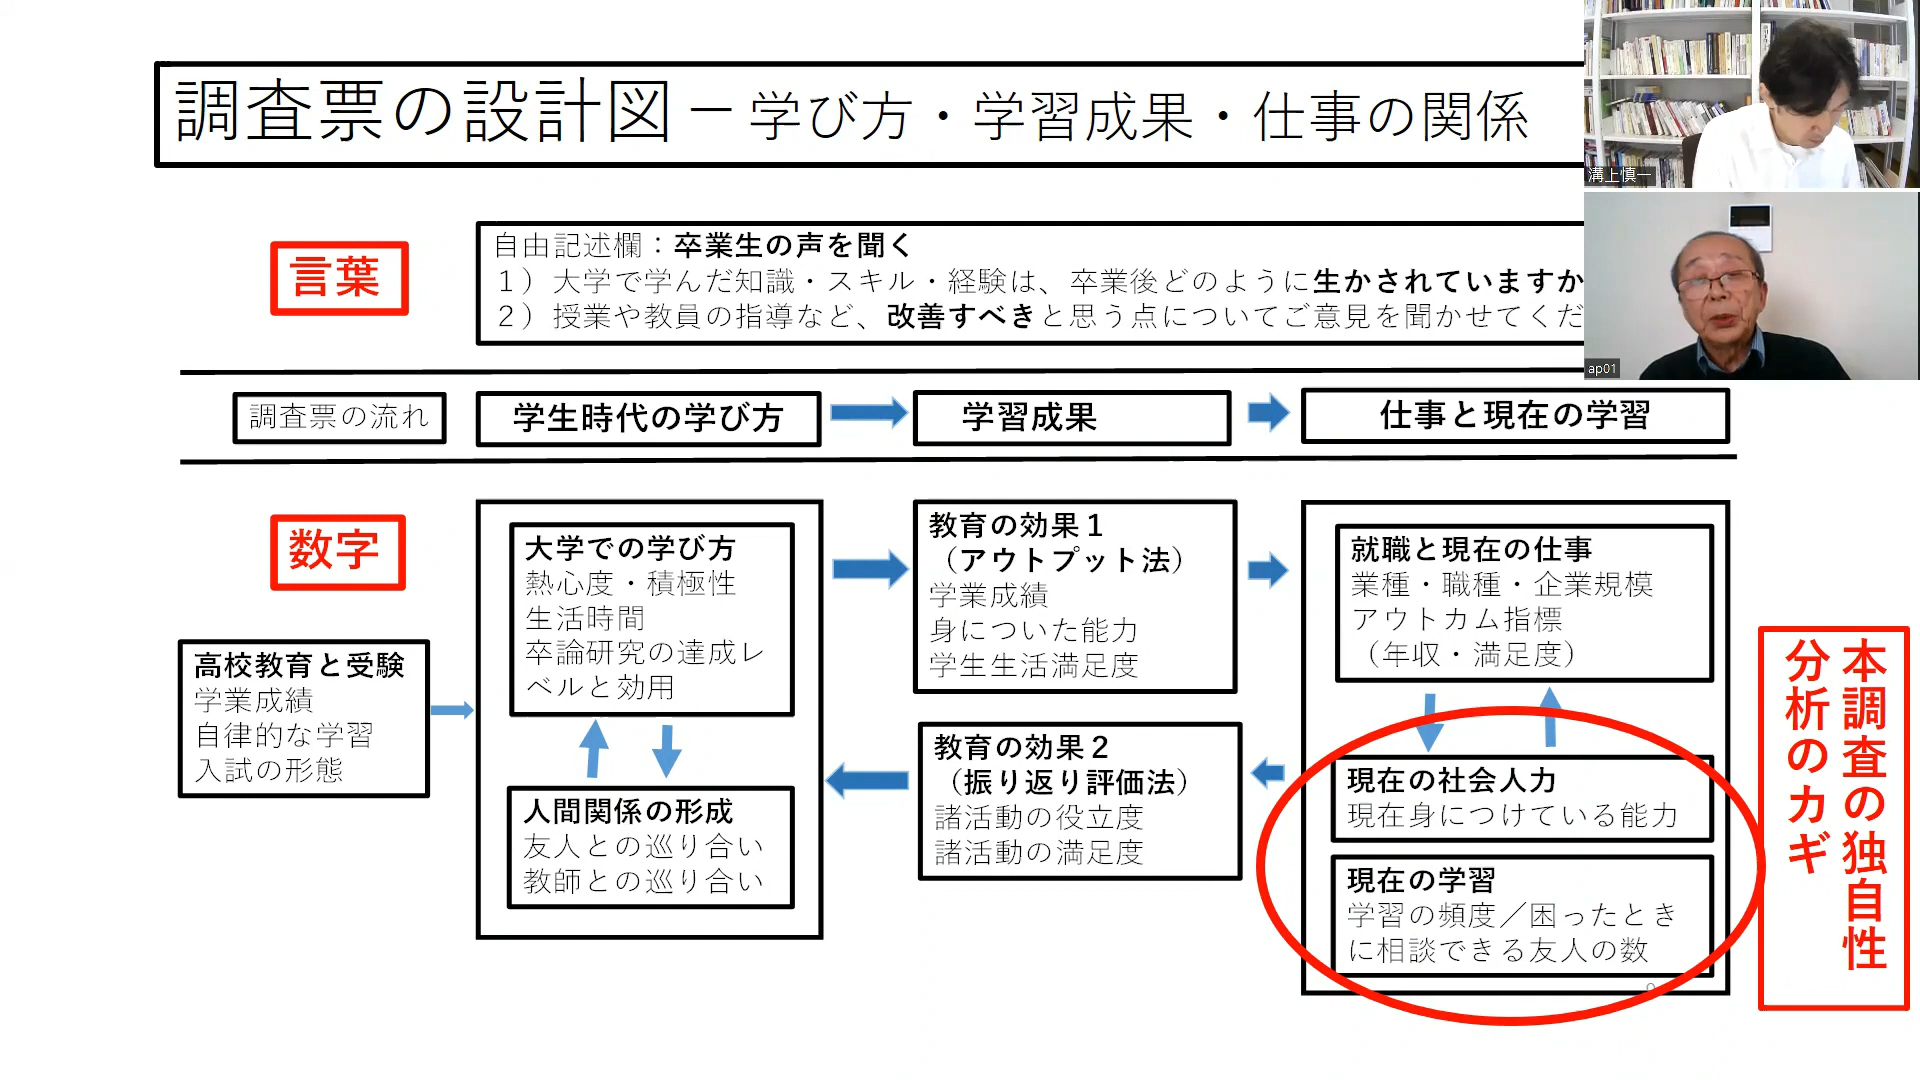 調査票の設計図－学び方・学習成果・仕事の関係
溝上慎一
言葉
自由記述欄：卒業生の声を聞く
１）大学で学んだ知識・スキル・経験は、卒業後どのように生かされていますか
２）授業や教員の指導など、改善すべきと思う点についてご意見を聞かせてくだ
ap01
調査票の流れ
学生時代の学び方
学習成果
仕事と現在の学習
数字
高校教育と受験
学業成績
自律的な学習
入試の形態
大学での学び方
熱心度・積極性
生活時間
卒論研究の達成レ
ベルと効用
人間関係の形成
友人との巡り合い
教師との巡り合い
教育の効果１
（アウトプット法）
学業成績
身についた能力
学生生活満足度
教育の効果２
（振り返り評価法）
諸活動の役立度
諸活動の満足度
就職と現在の仕事
業種・職種・企業規模
アウトカム指標
（年収・満足度）
現在の社会人力
現在身につけている能力
現在の学習
学習の頻度／困ったとき
に相談できる友人の数
本調査の独自性
分析のカギ